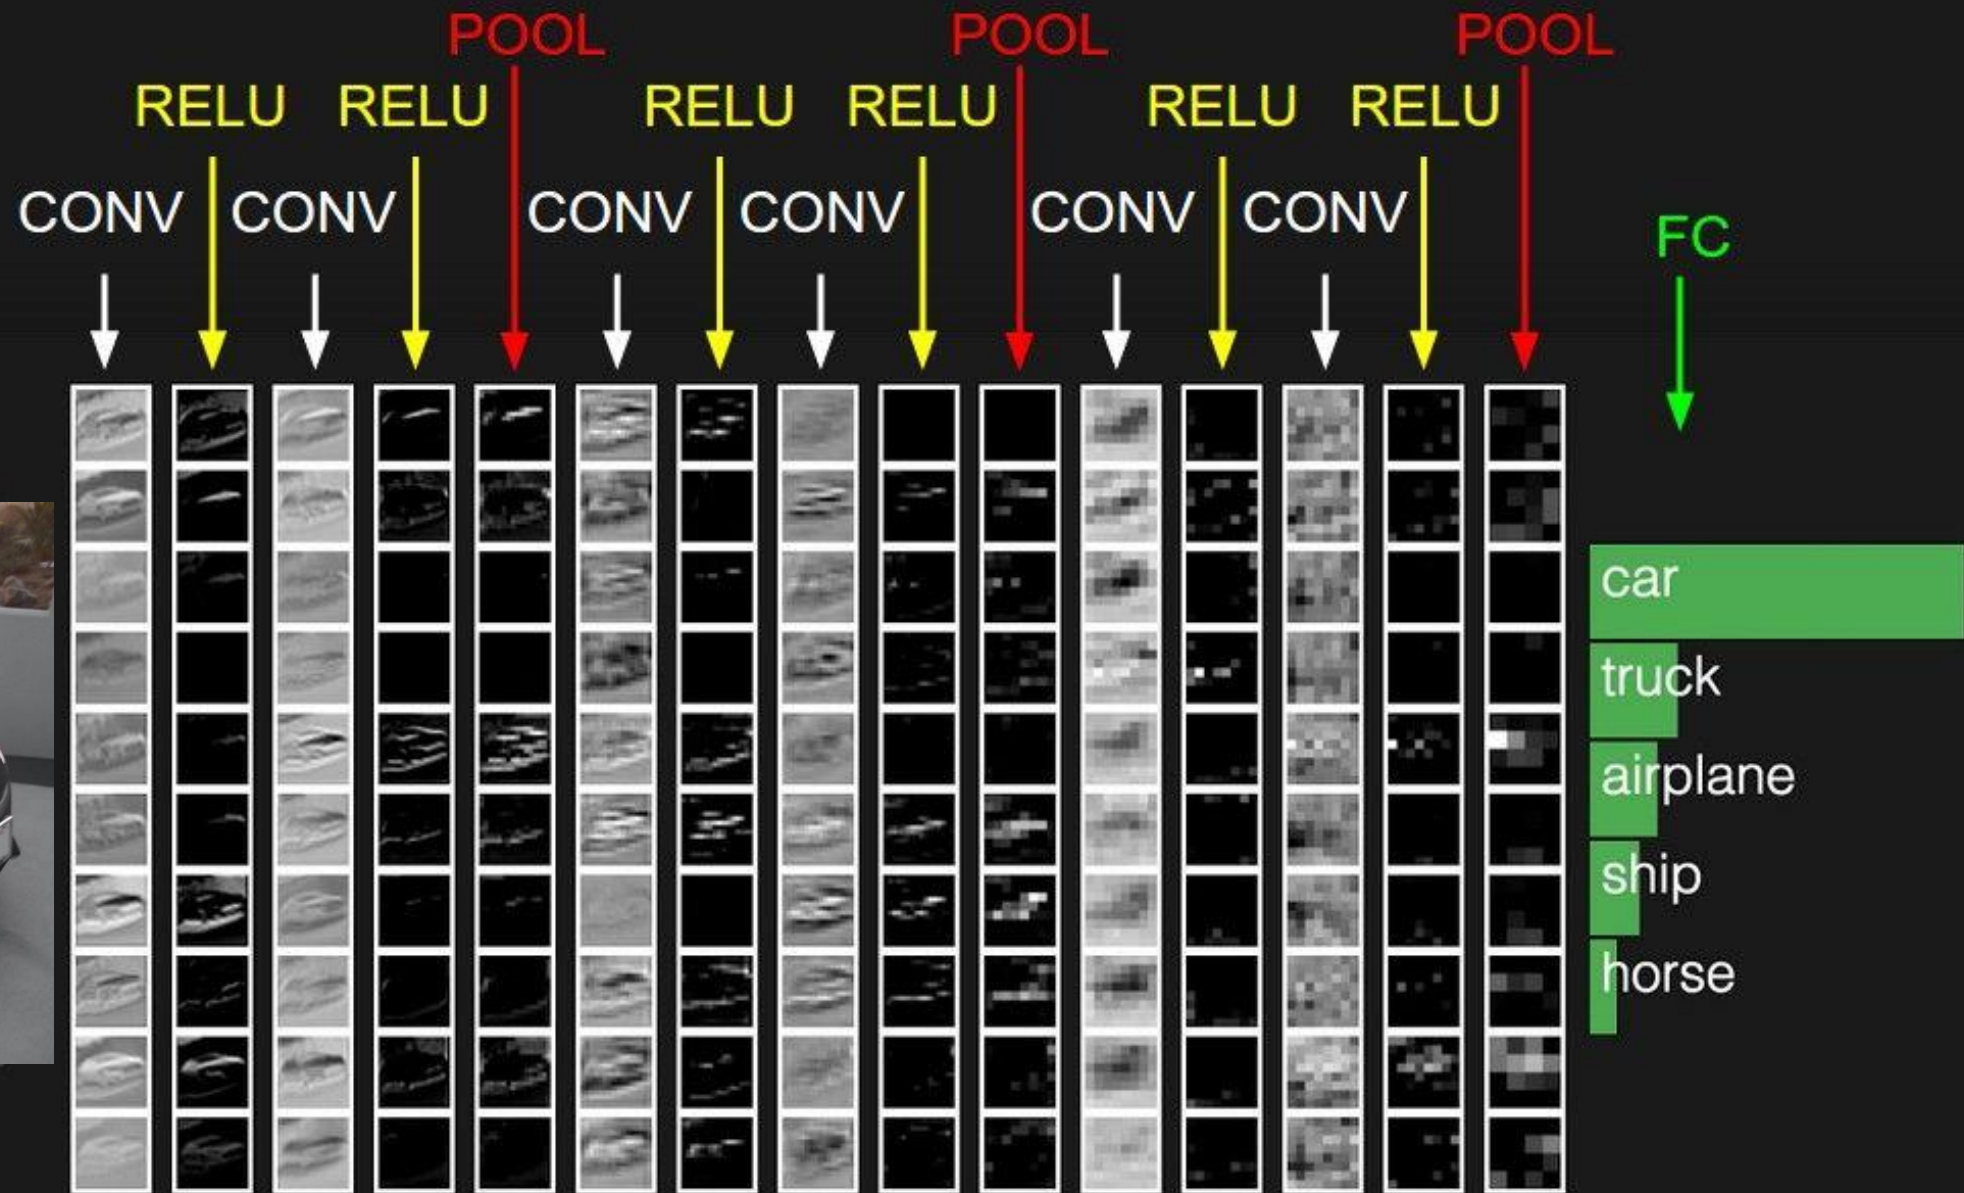 POOL POOL POOL
RELU RELU RELU RELU RELU RELU
CONV CONV CONV CONV CONV CONV
FC
car
truck
airplane
ship
horse